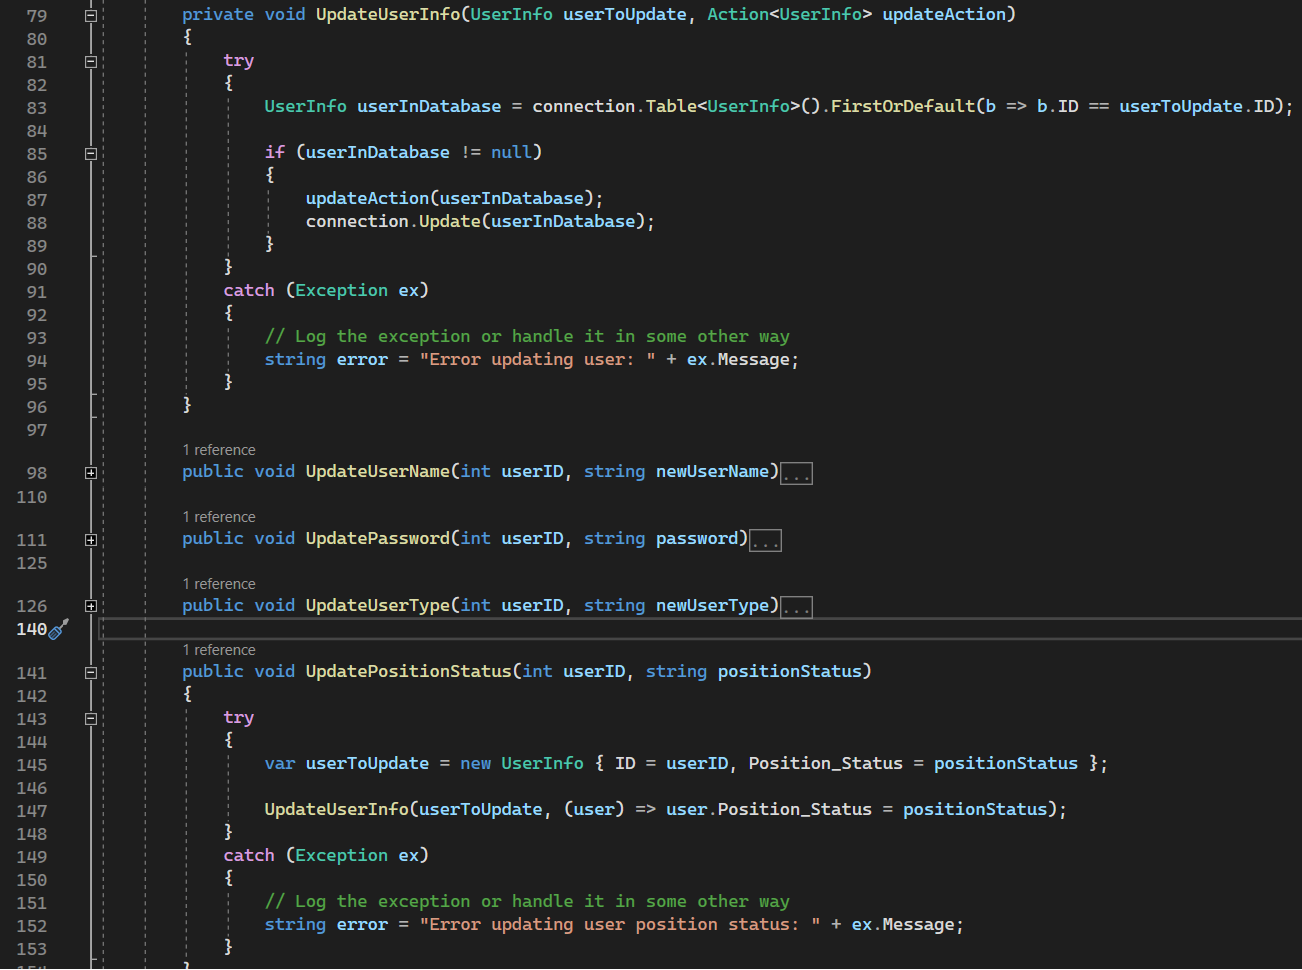 79 private void UpdateUserInfo(UserInfo userToUpdate, Action<UserInfo> updateAction)
80 {
81 try
82 {
83 UserInfo userInDatabase = connection.Table<UserInfo>().FirstOrDefault(b => b.ID == userToUpdate.ID);
84
85 if (userInDatabase != null)
86 {
87 updateAction(userInDatabase);
88 connection.Update(userInDatabase);
89 }
90 }
91 catch (Exception ex)
92 {
93 // Log the exception or handle it in some other way
94 string error = "Error updating user: " + ex.Message;
95 }
96 }
97
1 reference
98 public void UpdateUserName(int userID, string newUserName)...
110
1 reference
111 public void UpdatePassword(int userID, string password)...
125
1 reference
126 public void UpdateUserType(int userID, string newUserType)...
140
1 reference
141 public void UpdatePositionStatus(int userID, string positionStatus)
142 {
143 try
144 {
145 var userToUpdate = new UserInfo { ID = userID, Position_Status = positionStatus };
146
147 UpdateUserInfo(userToUpdate, (user) => user.Position_Status = positionStatus);
148 }
149 catch (Exception ex)
150 {
151 // Log the exception or handle it in some other way
152 string error = "Error updating user position status: " + ex.Message;
153 }